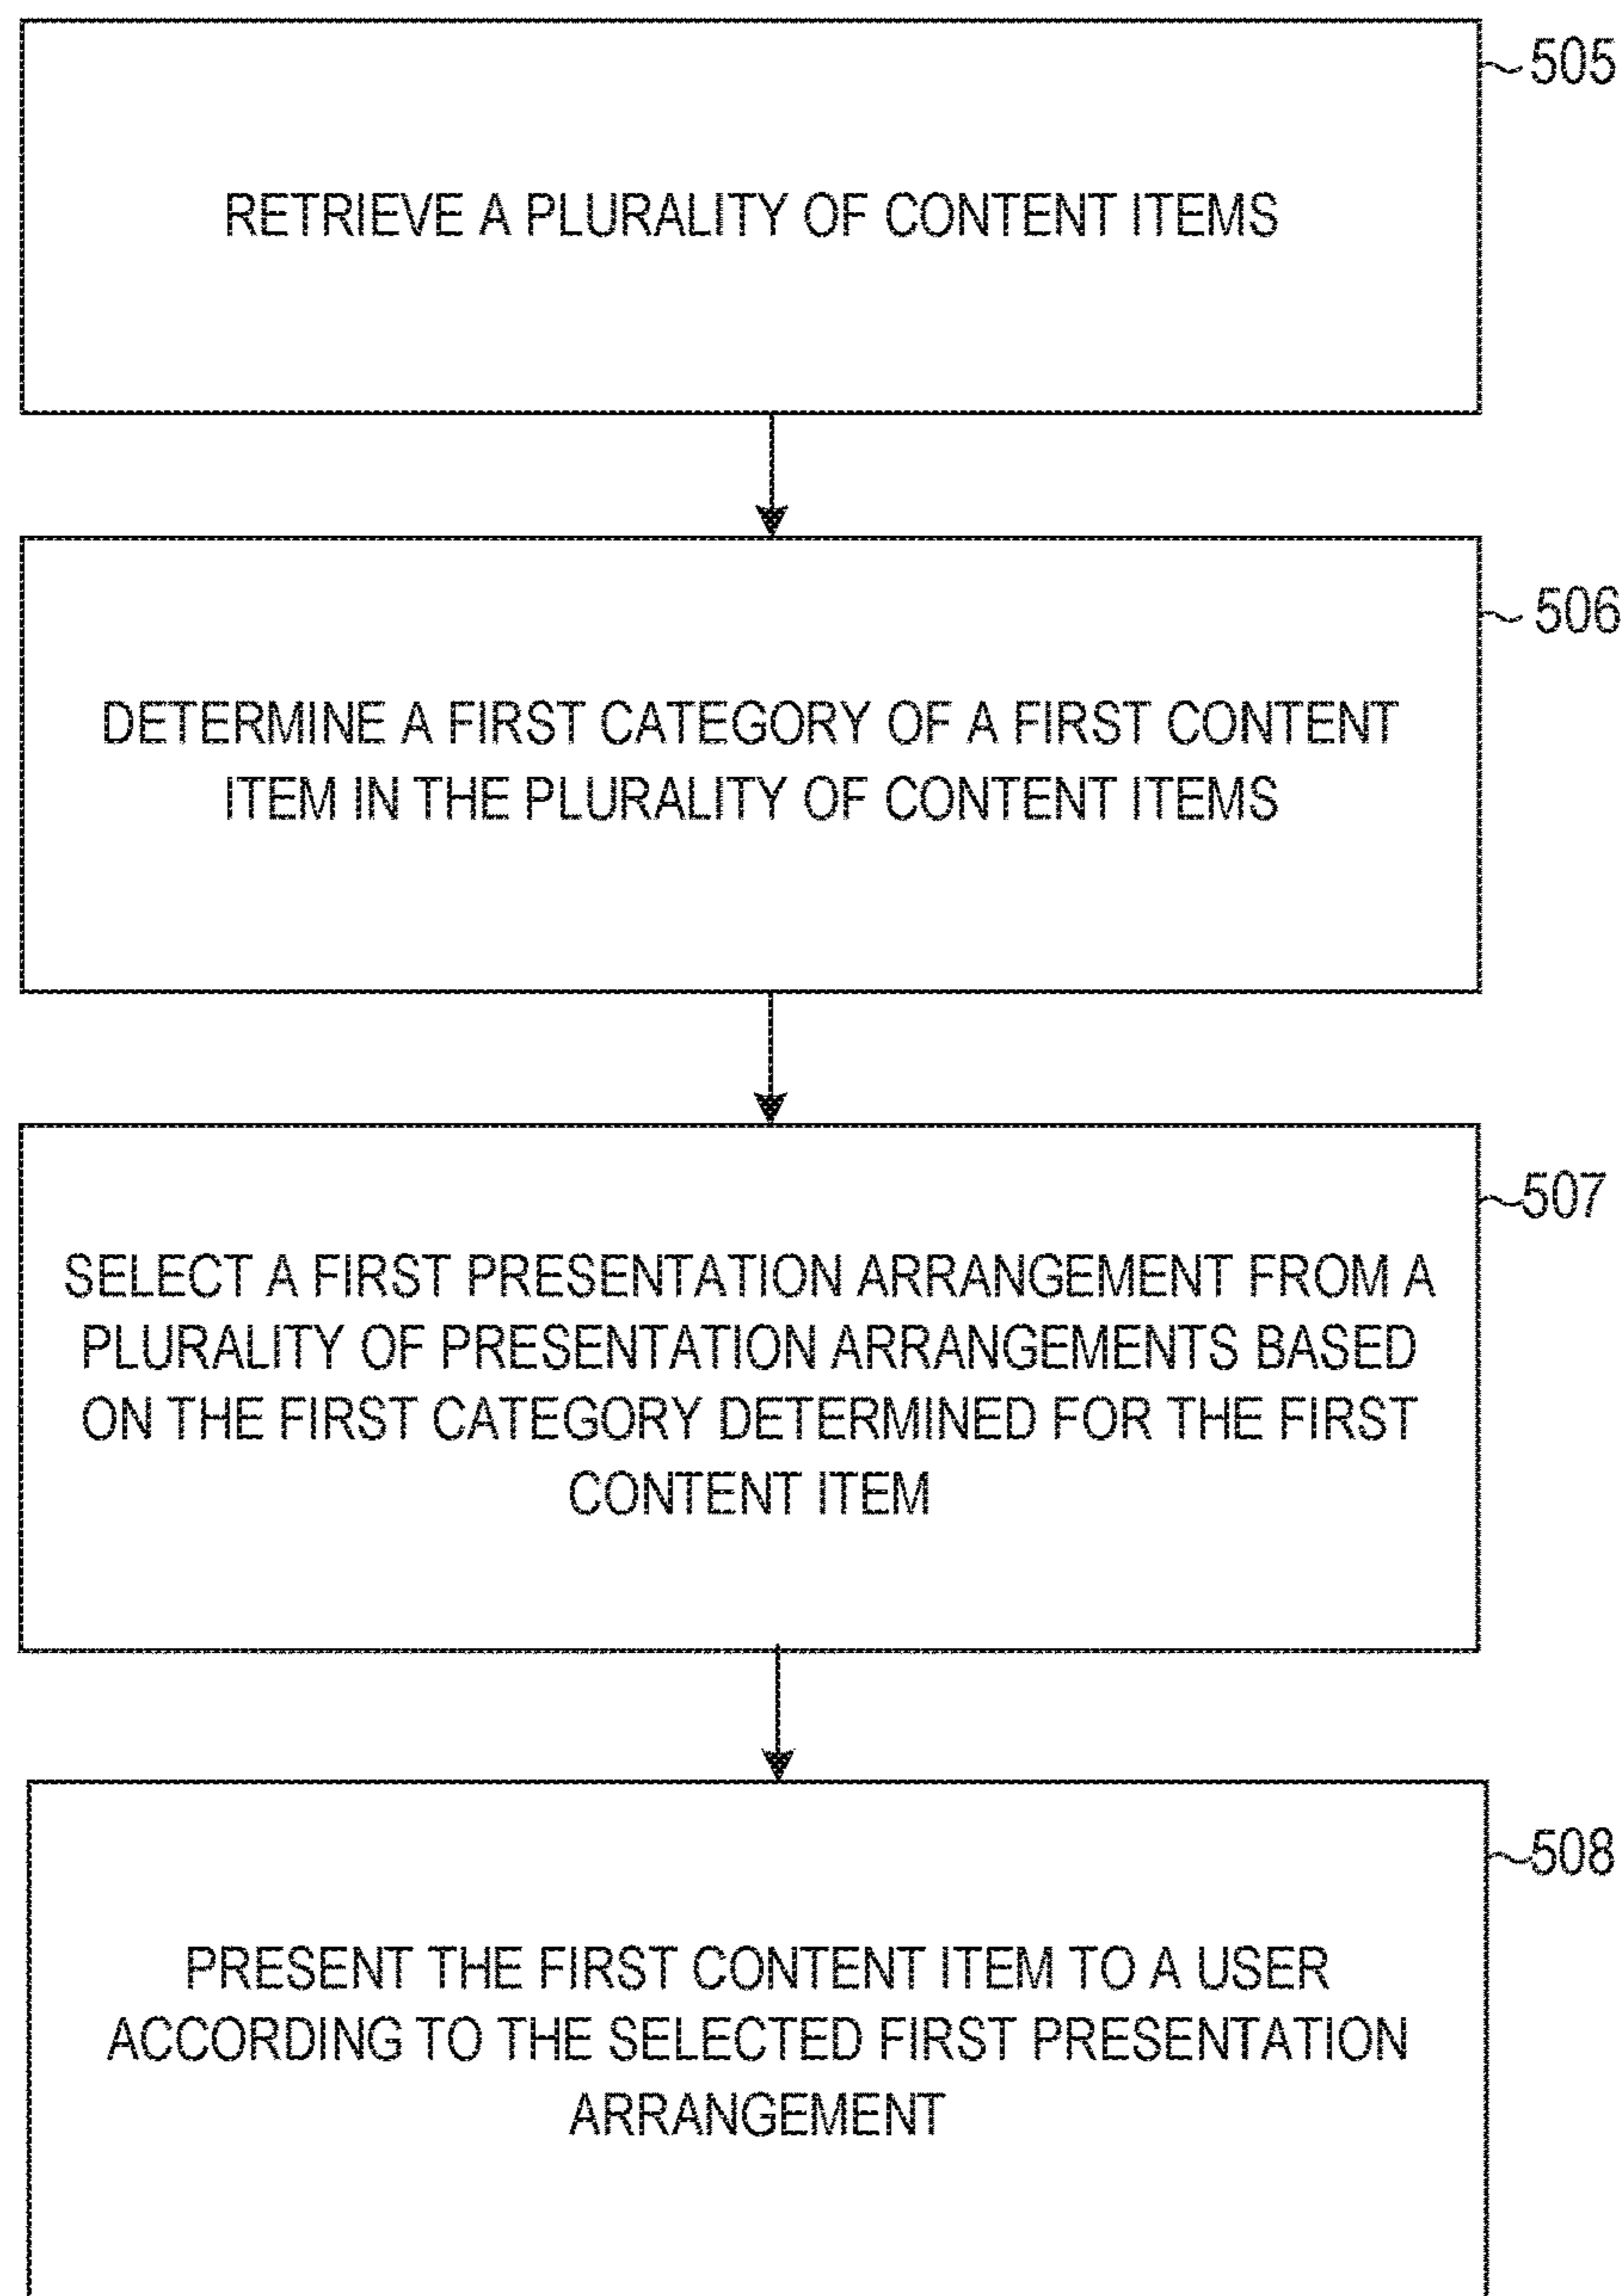 505
RETRIEVE A PLURALITY OF CONTENT ITEMS
506
DETERMINE A FIRST CATEGORY OF A FIRST CONTENT
ITEM IN THE PLURALITY OF CONTENT ITEMS
507
SELECT A FIRST PRESENTATION ARRANGEMENT FROM A
PLURALITY OF PRESENTATION ARRANGEMENTS BASED
ON THE FIRST CATEGORY DETERMINED FOR THE FIRST
CONTENT ITEM
508
PRESENT THE FIRST CONTENT ITEM TO A USER
ACCORDING TO THE SELECTED FIRST PRESENTATION
ARRANGEMENT